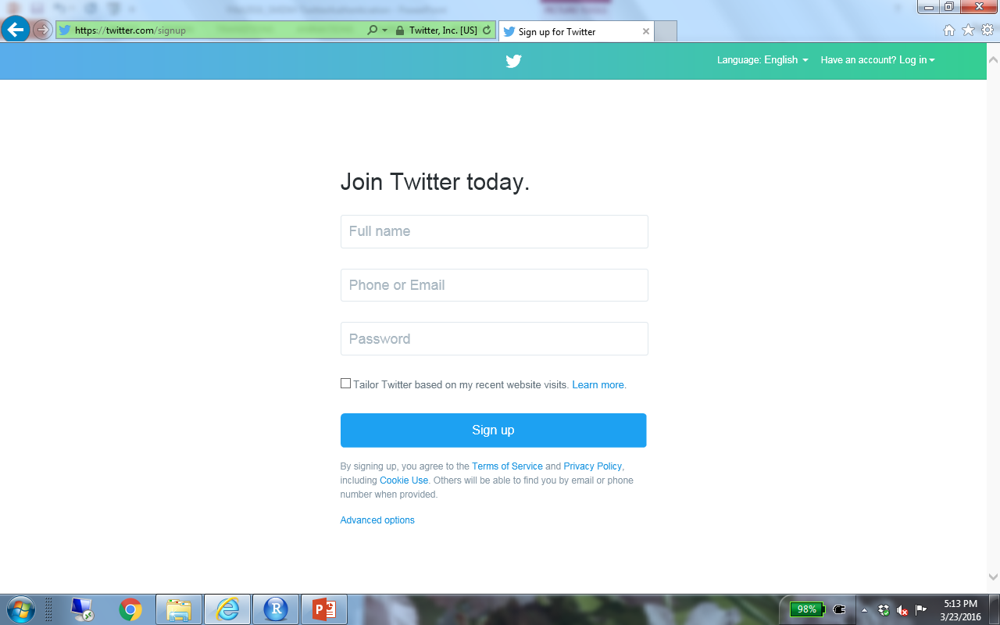 https://twitter.com/signup
Twitter, Inc. [US]
Sign up for Twitter
Language: English
Have an account? Log in
Join Twitter today.
Full name
Phone or Email
Password
Tailor Twitter based on my recent website visits. Learn more.
Sign up
By signing up, you agree to the Terms of Service and Privacy Policy,
including Cookie Use. Others will be able to find you by email or phone
number when provided.
Advanced options
98%
5:13 PM
3/23/2016